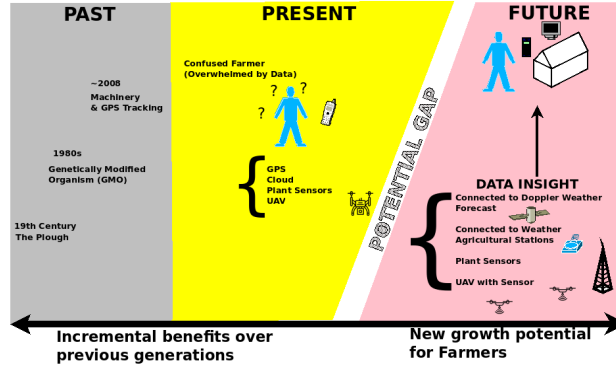 PAST
PRESENT
FUTURE
~2008
Machinery
& GPS Tracking
1980s
Genetically Modified
Organism (GMO)
19th Century
The Plough
Confused Farmer
(Overwhelmed by Data)
? ? ?
GPS
Cloud
Plant Sensors
UAV
POTENTIAL GAP
DATA INSIGHT
Connected to Doppler Weather
Forecast
Connected to Weather
Agricultural Stations
Plant Sensors
UAV with Sensor
Incremental benefits over
previous generations
New growth potential
for Farmers